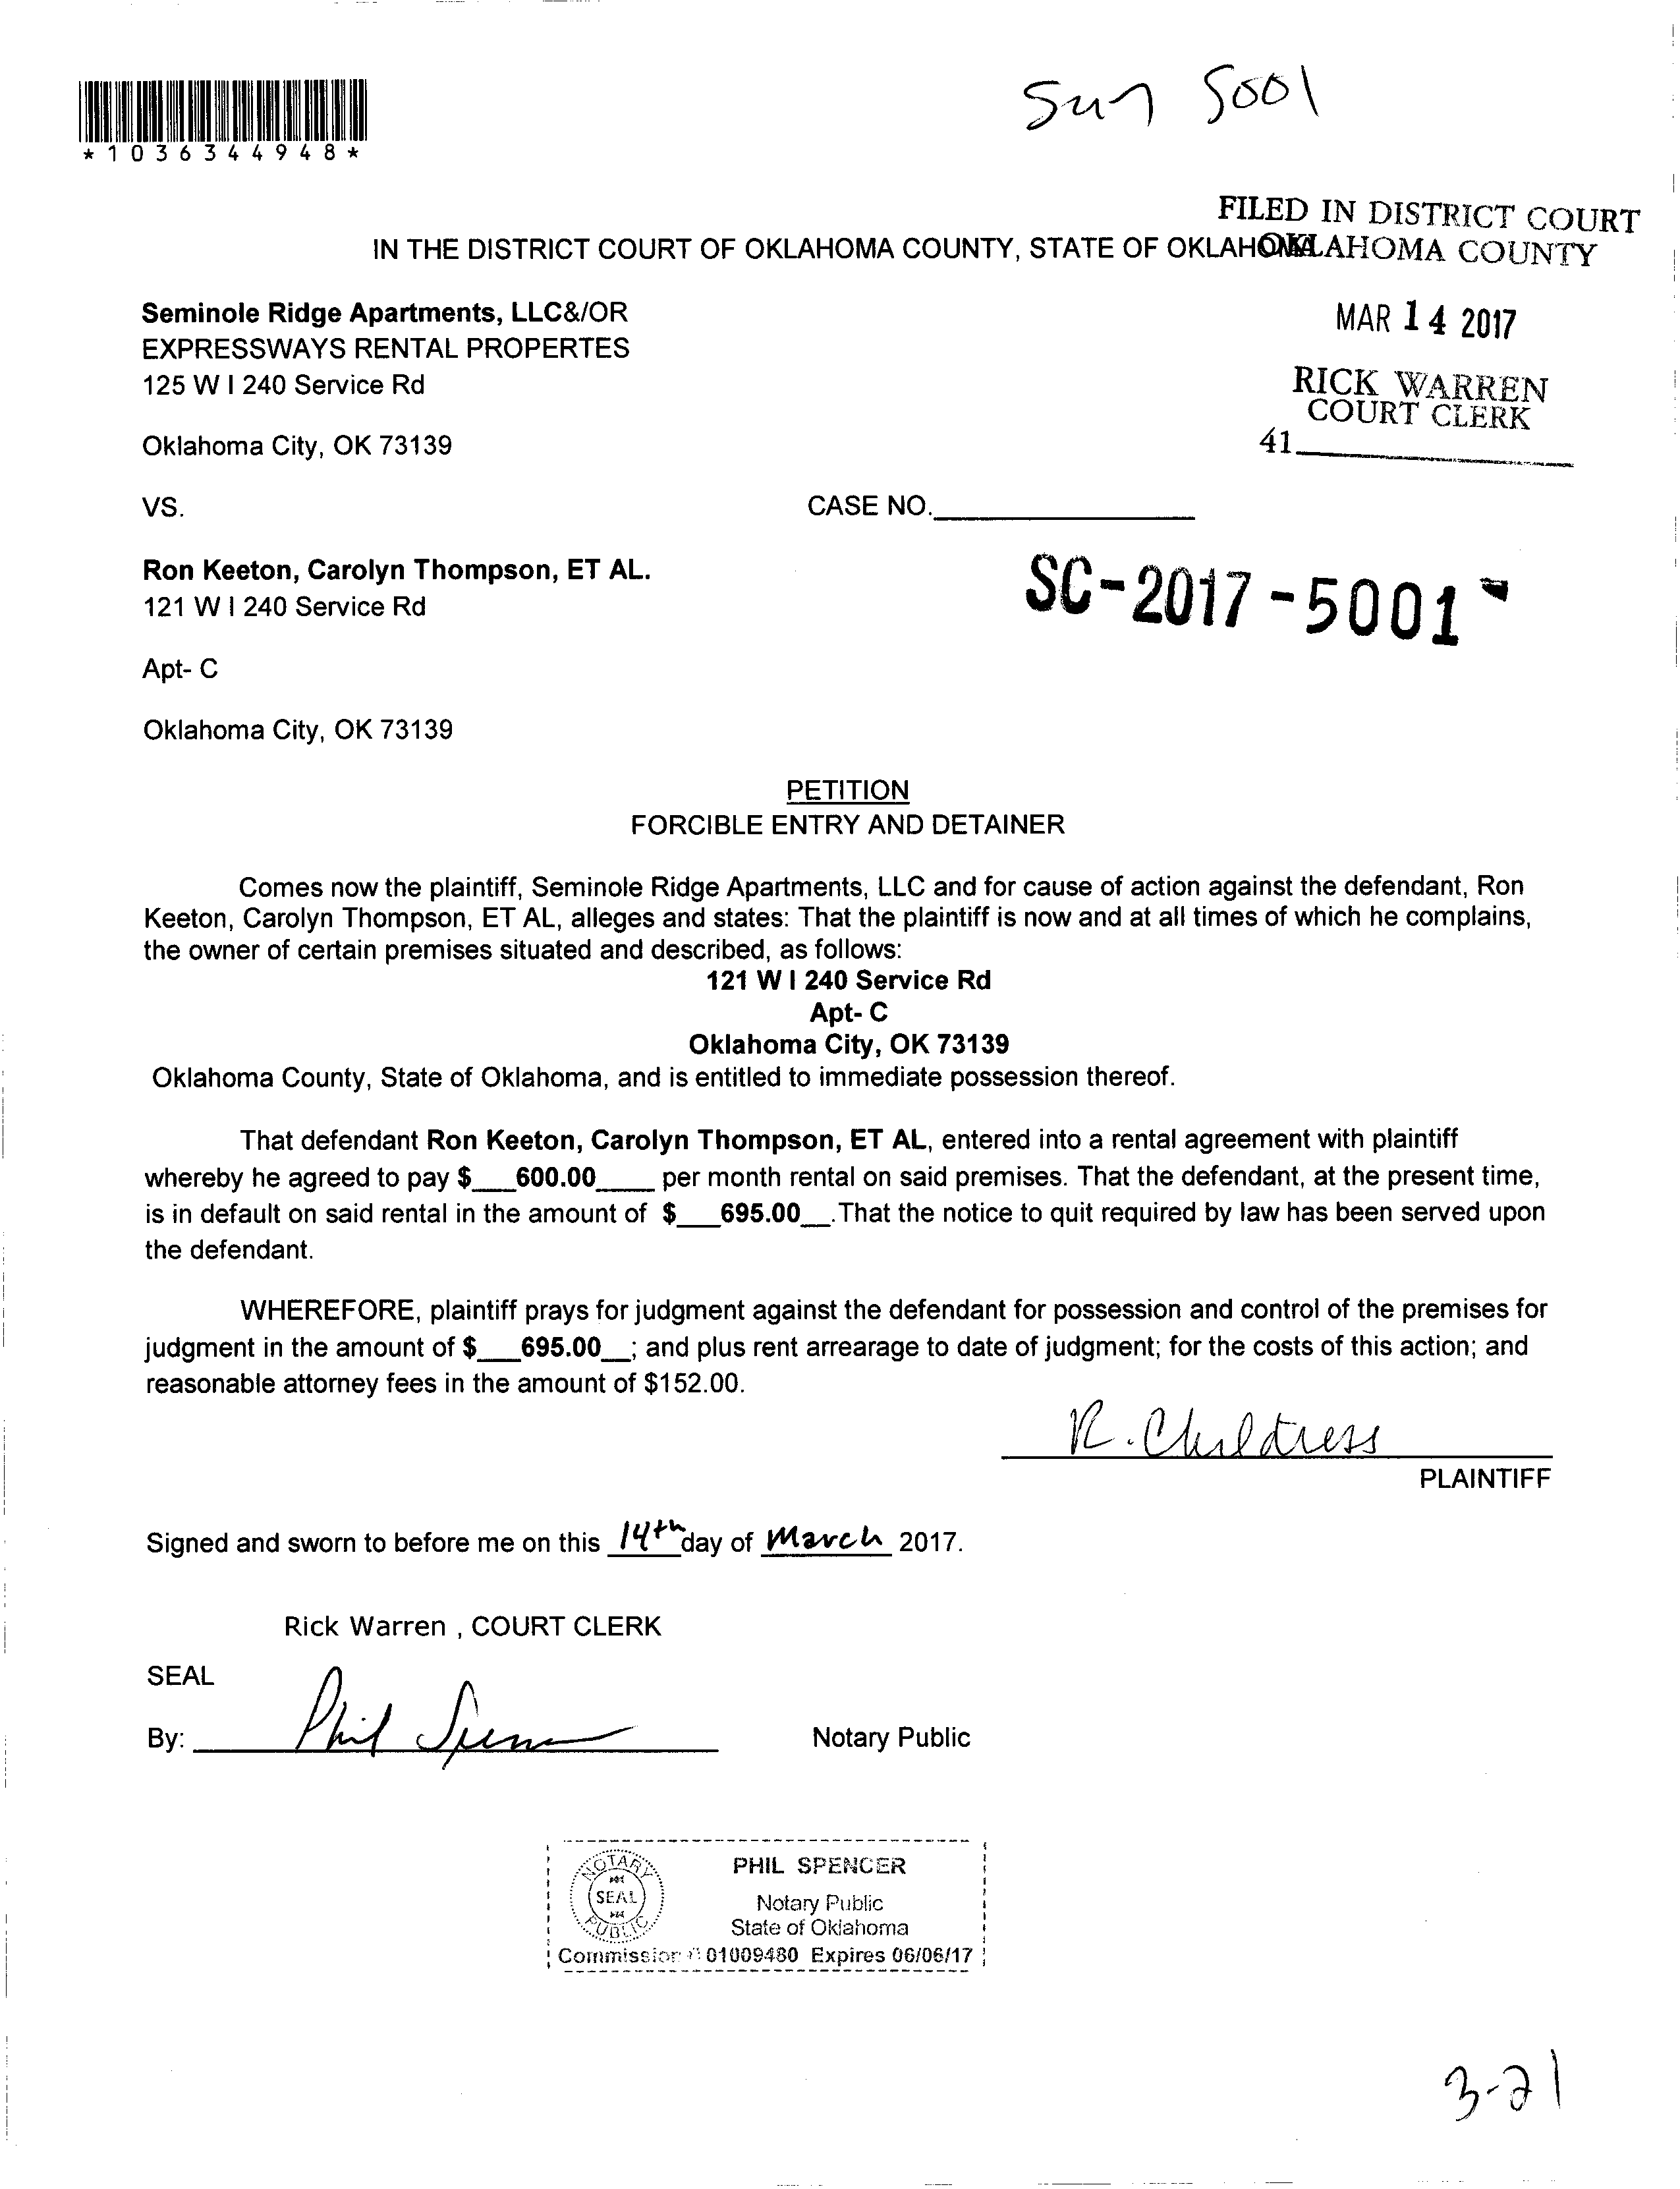 *1036344948*
Sun 5001
FILED IN DISTRICT COURT
OKLAHOMA COUNTY
IN THE DISTRICT COURT OF OKLAHOMA COUNTY, STATE OF OKLAHOMA
Seminole Ridge Apartments, LLC&/OR
EXPRESSWAYS RENTAL PROPERTES
125 W I 240 Service Rd
Oklahoma City, OK 73139
MAR 14 2017
RICK WARREN
COURT CLERK
41
VS.
CASE NO.
Ron Keeton, Carolyn Thompson, ET AL.
121 W I 240 Service Rd
SC-2017-5001
Apt- C
Oklahoma City, OK 73139
PETITION
FORCIBLE ENTRY AND DETAINER
Comes now the plaintiff, Seminole Ridge Apartments, LLC and for cause of action against the defendant, Ron
Keeton, Carolyn Thompson, ET AL, alleges and states: That the plaintiff is now and at all times of which he complains,
the owner of certain premises situated and described, as follows:
121 W I 240 Service Rd
Apt- C
Oklahoma City, OK 73139
Oklahoma County, State of Oklahoma, and is entitled to immediate possession thereof.
That defendant Ron Keeton, Carolyn Thompson, ET AL, entered into a rental agreement with plaintiff
whereby he agreed to pay $___600.00____ per month rental on said premises. That the defendant, at the present time,
is in default on said rental in the amount of $___695.00__.That the notice to quit required by law has been served upon
the defendant.
WHEREFORE, plaintiff prays for judgment against the defendant for possession and control of the premises for
judgment in the amount of $___695.00__; and plus rent arrearage to date of judgment; for the costs of this action; and
reasonable attorney fees in the amount of $152.00.
R. Childress
PLAINTIFF
Signed and sworn to before me on this 14th day of March 2017.
Rick Warren , COURT CLERK
SEAL
By: Phil Spencer Notary Public
NOTARY
SEAL
PUBLIC
PHIL SPENCER
Notary Public
State of Oklahoma
Commission # 01009480 Expires 06/06/17
3-21